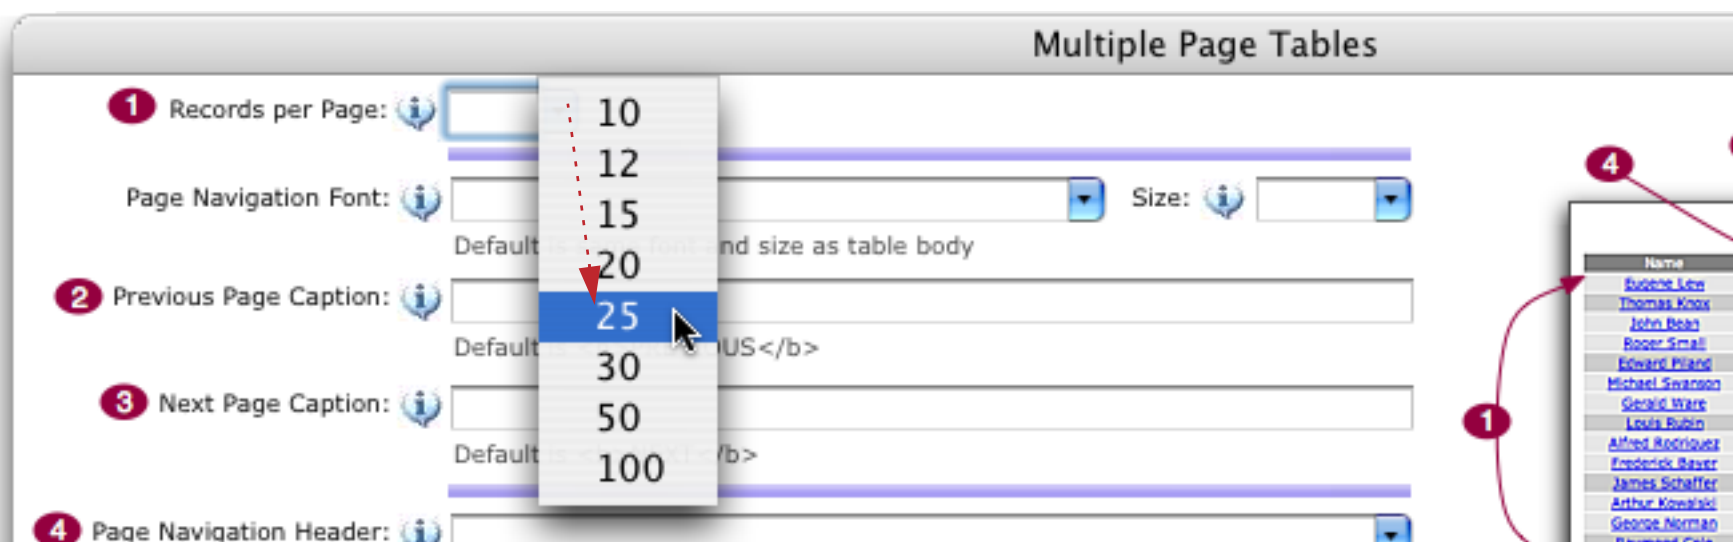 Multiple Page Tables
1 Records per Page:
10
12
15
20
25
30
50
100
Page Navigation Font:
Size:
Default and size as table body
2 Previous Page Caption:
Default US</b>
3 Next Page Caption:
Default /b>
4 Page Navigation Header:
4
1
Name
Eugene Lew
Thomas Knox
John Bean
Roger Small
Edward Piland
Michael Swanson
Gerald Ware
Louis Rubin
Alfred Rodriquez
Frederick Bayer
James Schaffer
Arthur Kowalski
George Norman